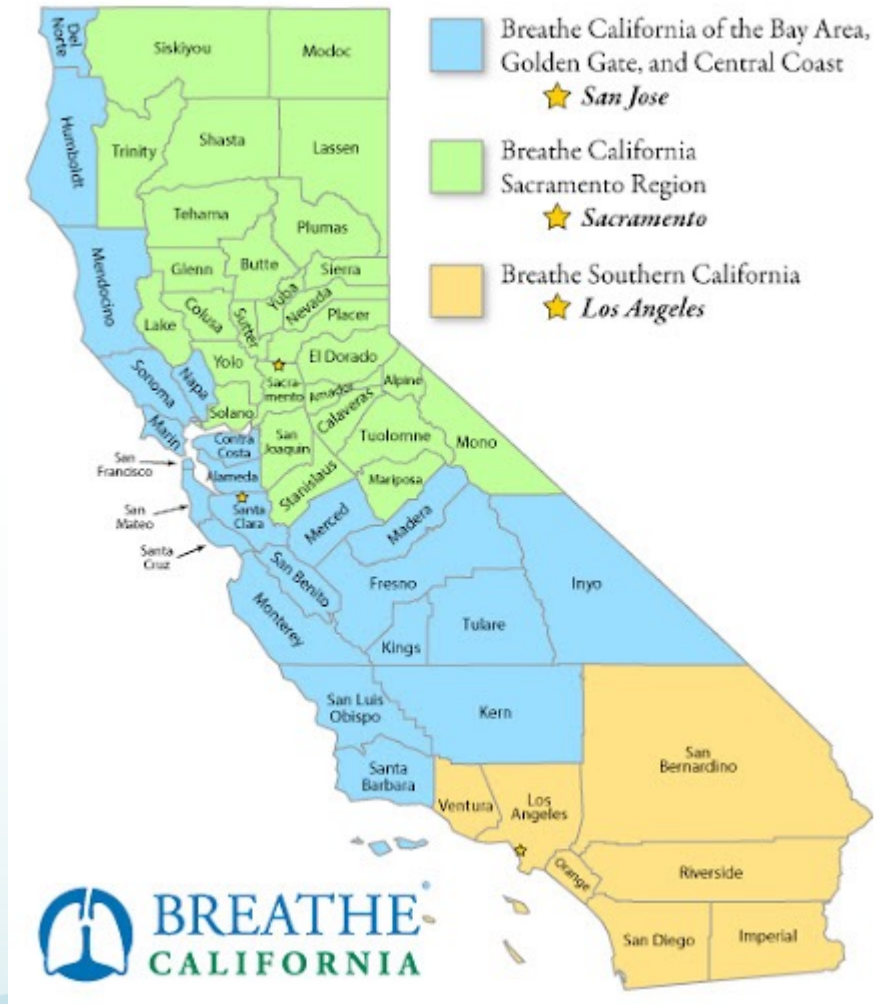 Breathe California of the Bay Area,
Golden Gate, and Central Coast
San Jose
Breathe California
Sacramento Region
Sacramento
Breathe Southern California
Los Angeles
Del
Norte
Siskiyou
Modoc
Humboldt
Trinity
Shasta
Lassen
Tehama
Plumas
Mendocino
Glenn
Butte
Sierra
Yuba
Nevada
Lake
Colusa
Sutter
Placer
Yolo
El Dorado
Sonoma
Napa
Sacra-
mento
Amador
Alpine
Solano
Calaveras
Marin
Contra
Costa
San
Joaquin
Tuolomne
Mono
San
Francisco
Alameda
Stanislaus
Mariposa
San
Mateo
Santa
Clara
Merced
Madera
Santa
Cruz
San Benito
Fresno
Inyo
Monterey
Kings
Tulare
San Luis
Obispo
Kern
Santa
Barbara
San
Bernardino
Ventura
Los
Angeles
Orange
Riverside
San Diego
Imperial
BREATHE
CALIFORNIA